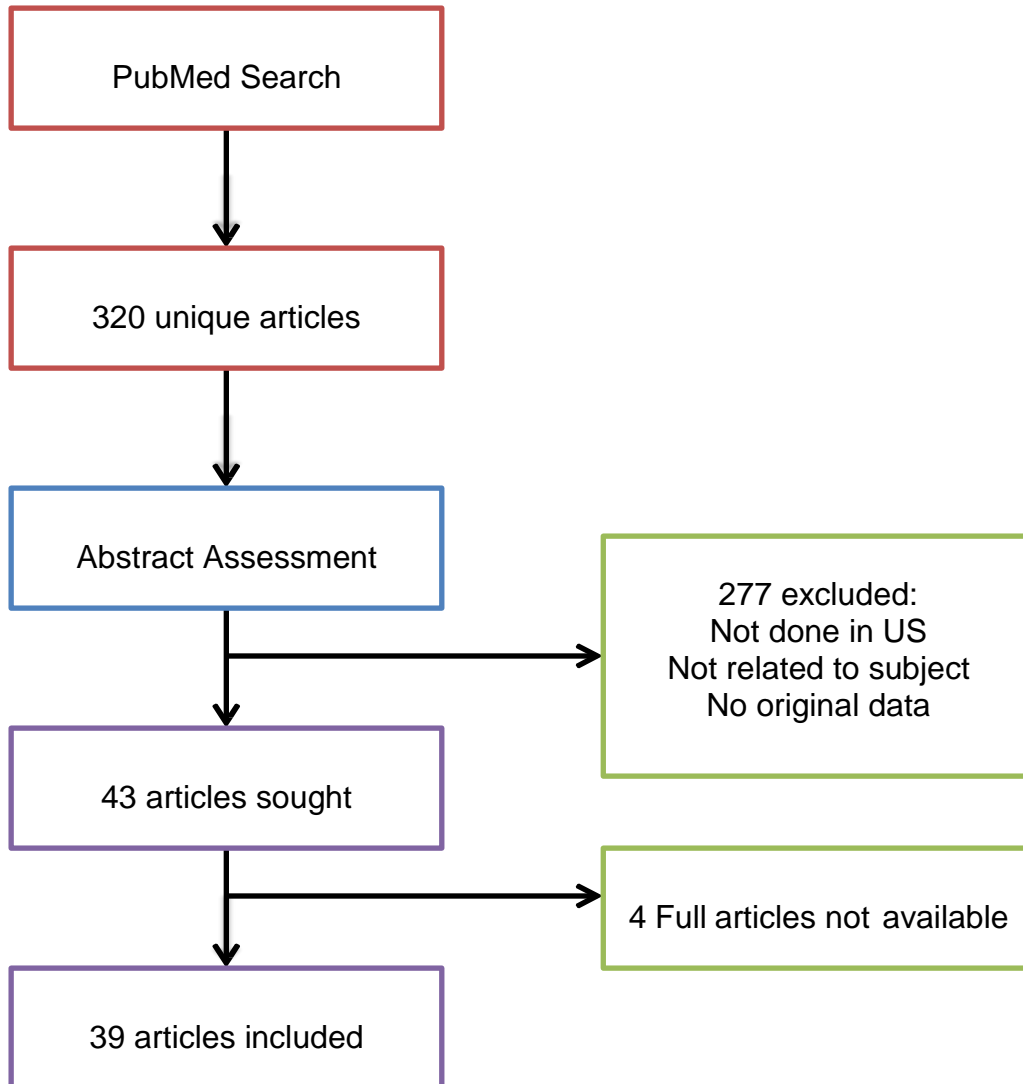 PubMed Search
320 unique articles
Abstract Assessment
277 excluded:
Not done in US
Not related to subject
No original data
43 articles sought
4 Full articles not available
39 articles included